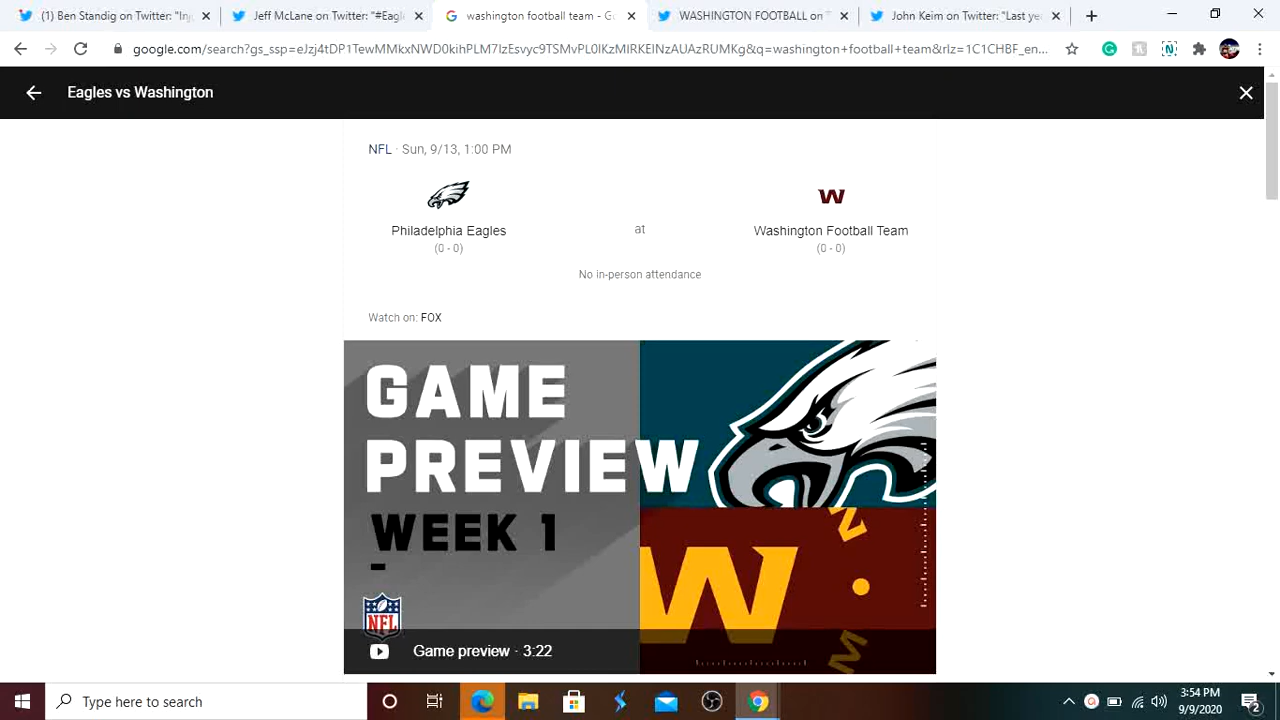 (1) Ben Standig on Twitter: "Inj
Jeff McLane on Twitter: "#Eagl
washington football team - Go
WASHINGTON FOOTBALL on T
John Keim on Twitter: "Last ye
google.com/search?gs_ssp=eJzj4tDP1TewMMkxNWD0kihPLM7IzEsvyc9TSMvPL0lKzMlRKElNzAUAzRUMKg&q=washington+football+team&rlz=1C1CHBF_en...
Eagles vs Washington
NFL · Sun, 9/13, 1:00 PM
W
Philadelphia Eagles
at
Washington Football Team
(0 - 0)
(0 - 0)
No in-person attendance
Watch on: FOX
GAME
PREVIEW
WEEK 1
-
W
NFL
Game preview · 3:22
Type here to search
3:54 PM
9/9/2020
2